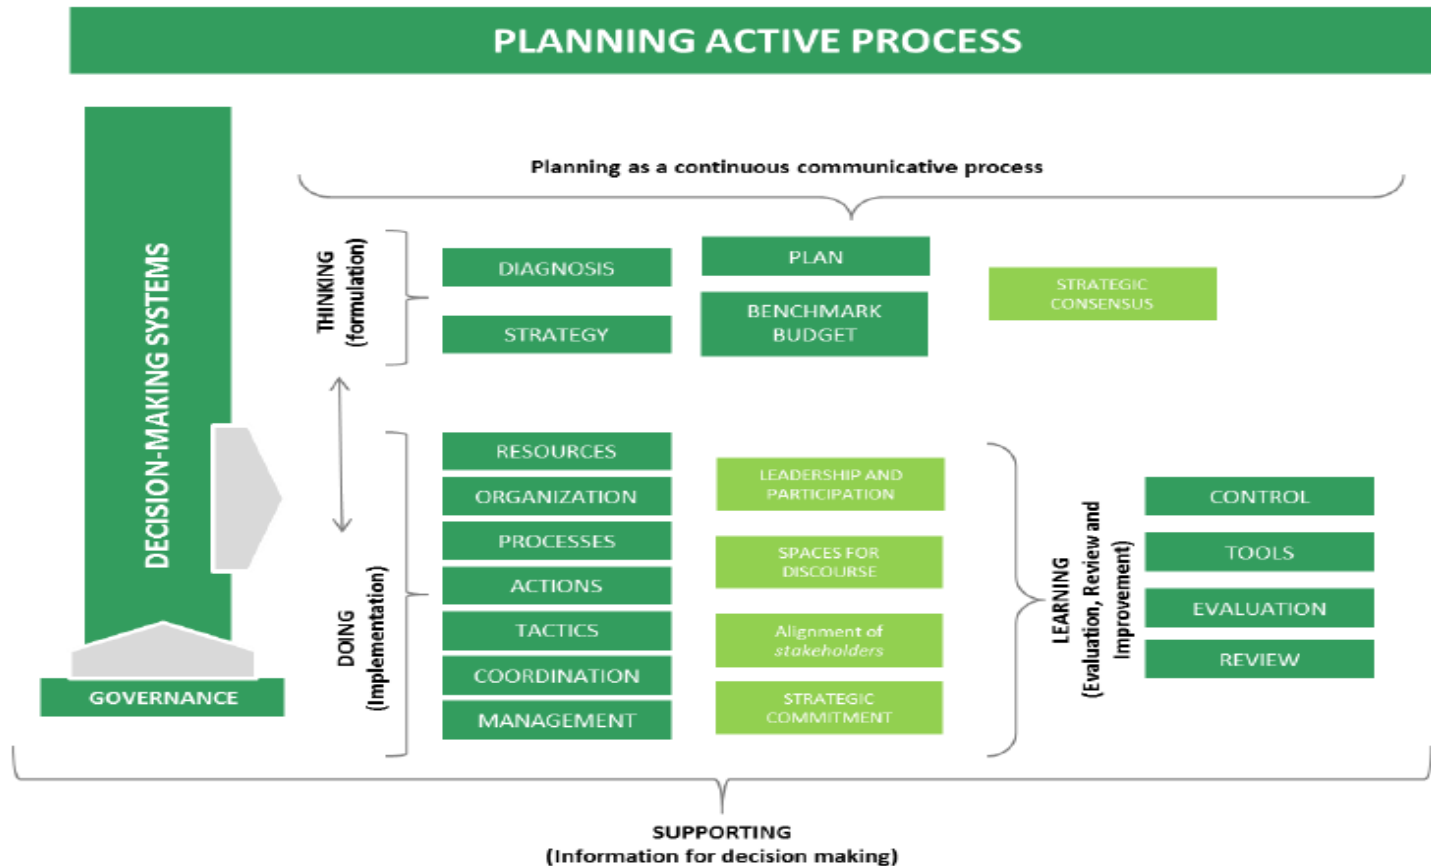 PLANNING ACTIVE PROCESS
Planning as a continuous communicative process
DECISION-MAKING SYSTEMS
GOVERNANCE
THINKING
(formulation)
DIAGNOSIS
STRATEGY
PLAN
BENCHMARK
BUDGET
STRATEGIC
CONSENSUS
DOING
(Implementation)
RESOURCES
ORGANIZATION
PROCESSES
ACTIONS
TACTICS
COORDINATION
MANAGEMENT
LEADERSHIP AND
PARTICIPATION
SPACES FOR
DISCOURSE
Alignment of
stakeholders
STRATEGIC
COMMITMENT
LEARNING
(Evaluation, Review and
Improvement)
CONTROL
TOOLS
EVALUATION
REVIEW
SUPPORTING
(Information for decision making)